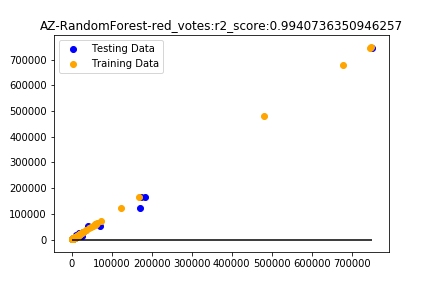 AZ-RandomForest-red_votes:r2_score:0.9940736350946257
Testing Data
Training Data
700000
600000
500000
400000
300000
200000
100000
0
0 100000 200000 300000 400000 500000 600000 700000